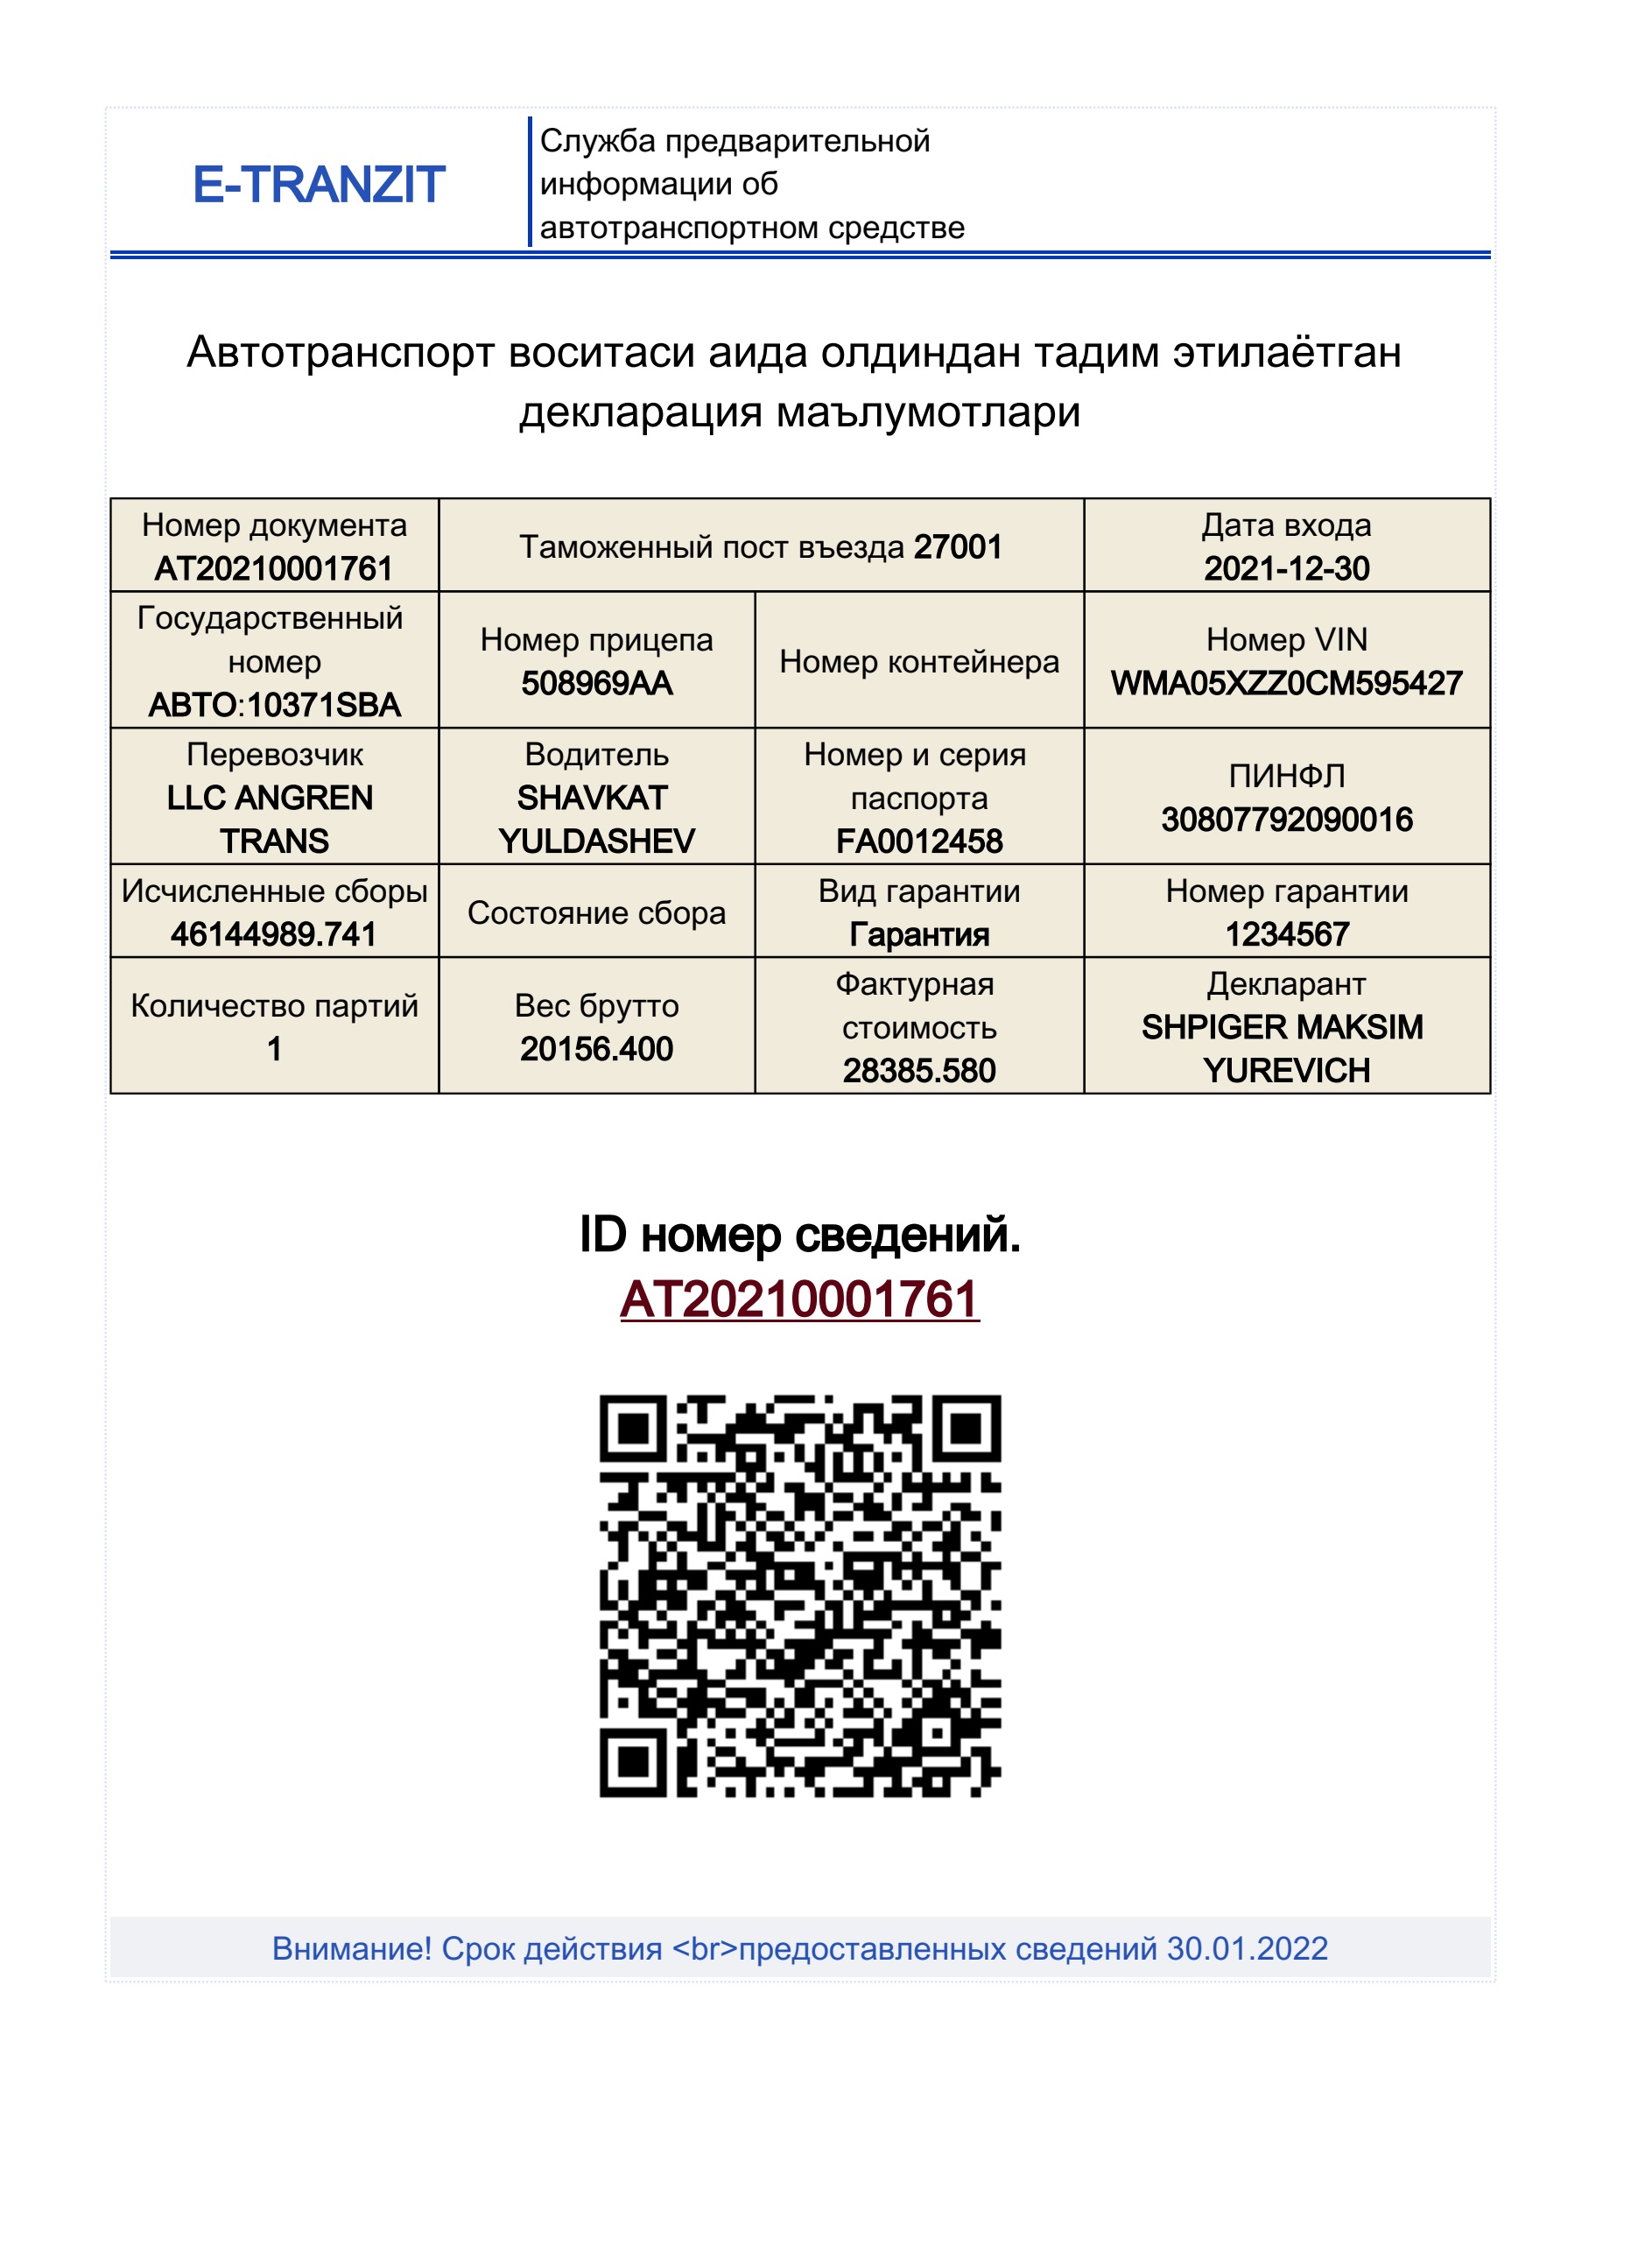 E-TRANZIT
Служба предварительной
информации об
автотранспортном средстве
Автотранспорт воситаси аида олдиндан тадим этилаётган
декларация маълумотлари
Номер документа
AT20210001761
Таможенный пост въезда 27001
Дата входа
2021-12-30
Государственный
номер
АВТО:10371SBA
Номер прицепа
508969AA
Номер контейнера
Номер VIN
WMA05XZZ0CM595427
Перевозчик
LLC ANGREN
TRANS
Водитель
SHAVKAT
YULDASHEV
Номер и серия
паспорта
FA0012458
ПИНФЛ
30807792090016
Исчисленные сборы
46144989.741
Состояние сбора
Вид гарантии
Гарантия
Номер гарантии
1234567
Количество партий
1
Вес брутто
20156.400
Фактурная
стоимость
28385.580
Декларант
SHPIGER MAKSIM
YUREVICH
ID номер сведений.
AT20210001761
Внимание! Срок действия <br>предоставленных сведений 30.01.2022